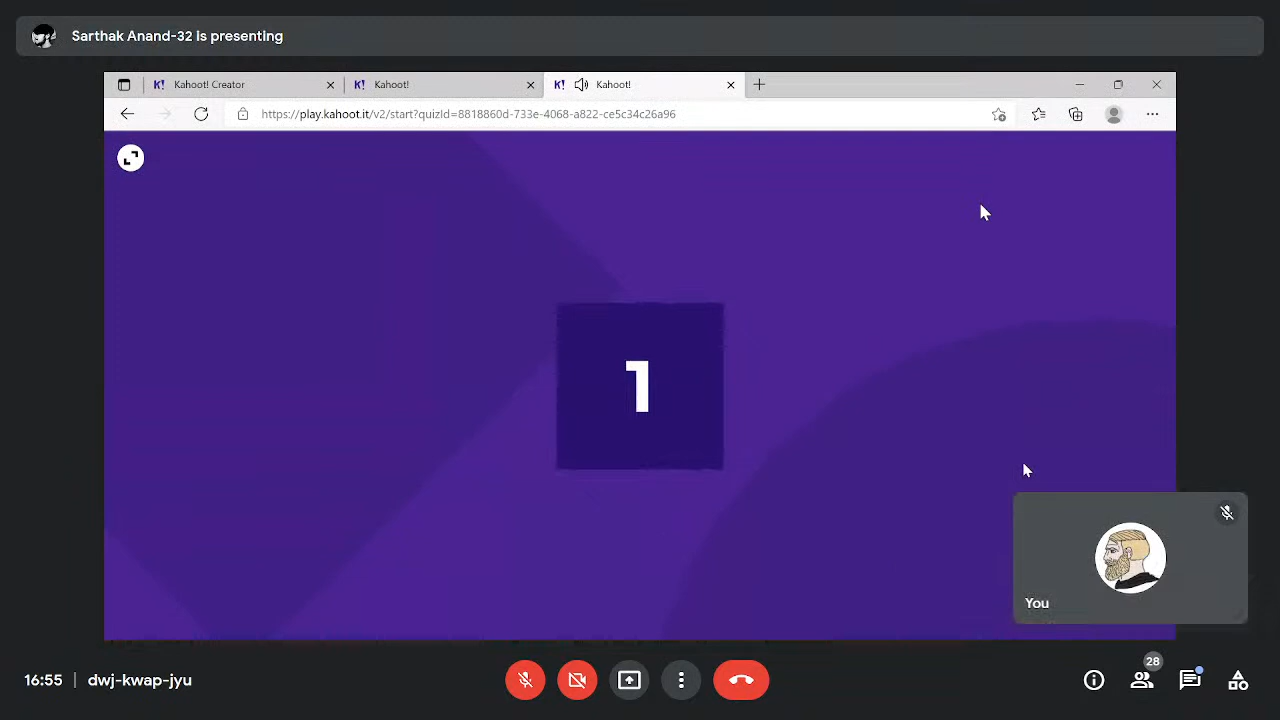 Sarthak Anand-32 is presenting
K! Kahoot! Creator
K! Kahoot!
K! Kahoot!
https://play.kahoot.it/v2/start?quizId=8818860d-733e-4068-a822-ce5c34c26a96
1
You
16:55 | dwj-kwap-jyu
28